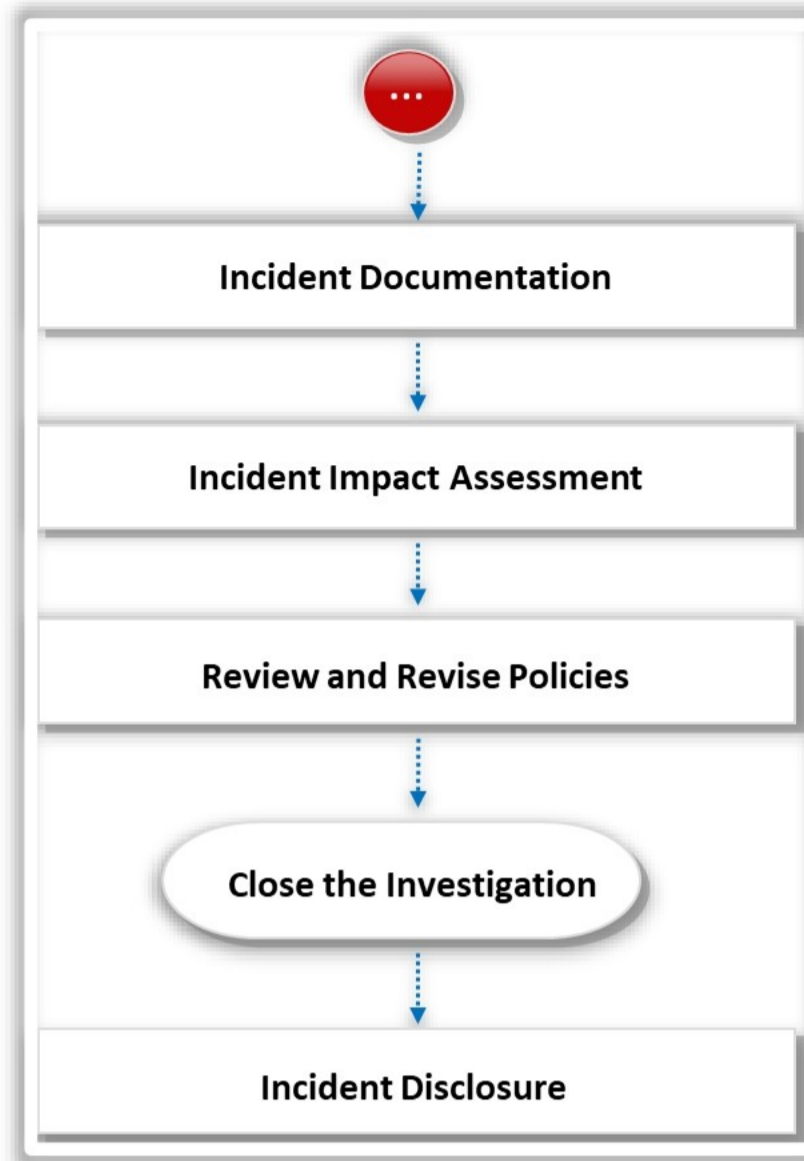 ...
Incident Documentation
Incident Impact Assessment
Review and Revise Policies
Close the Investigation
Incident Disclosure